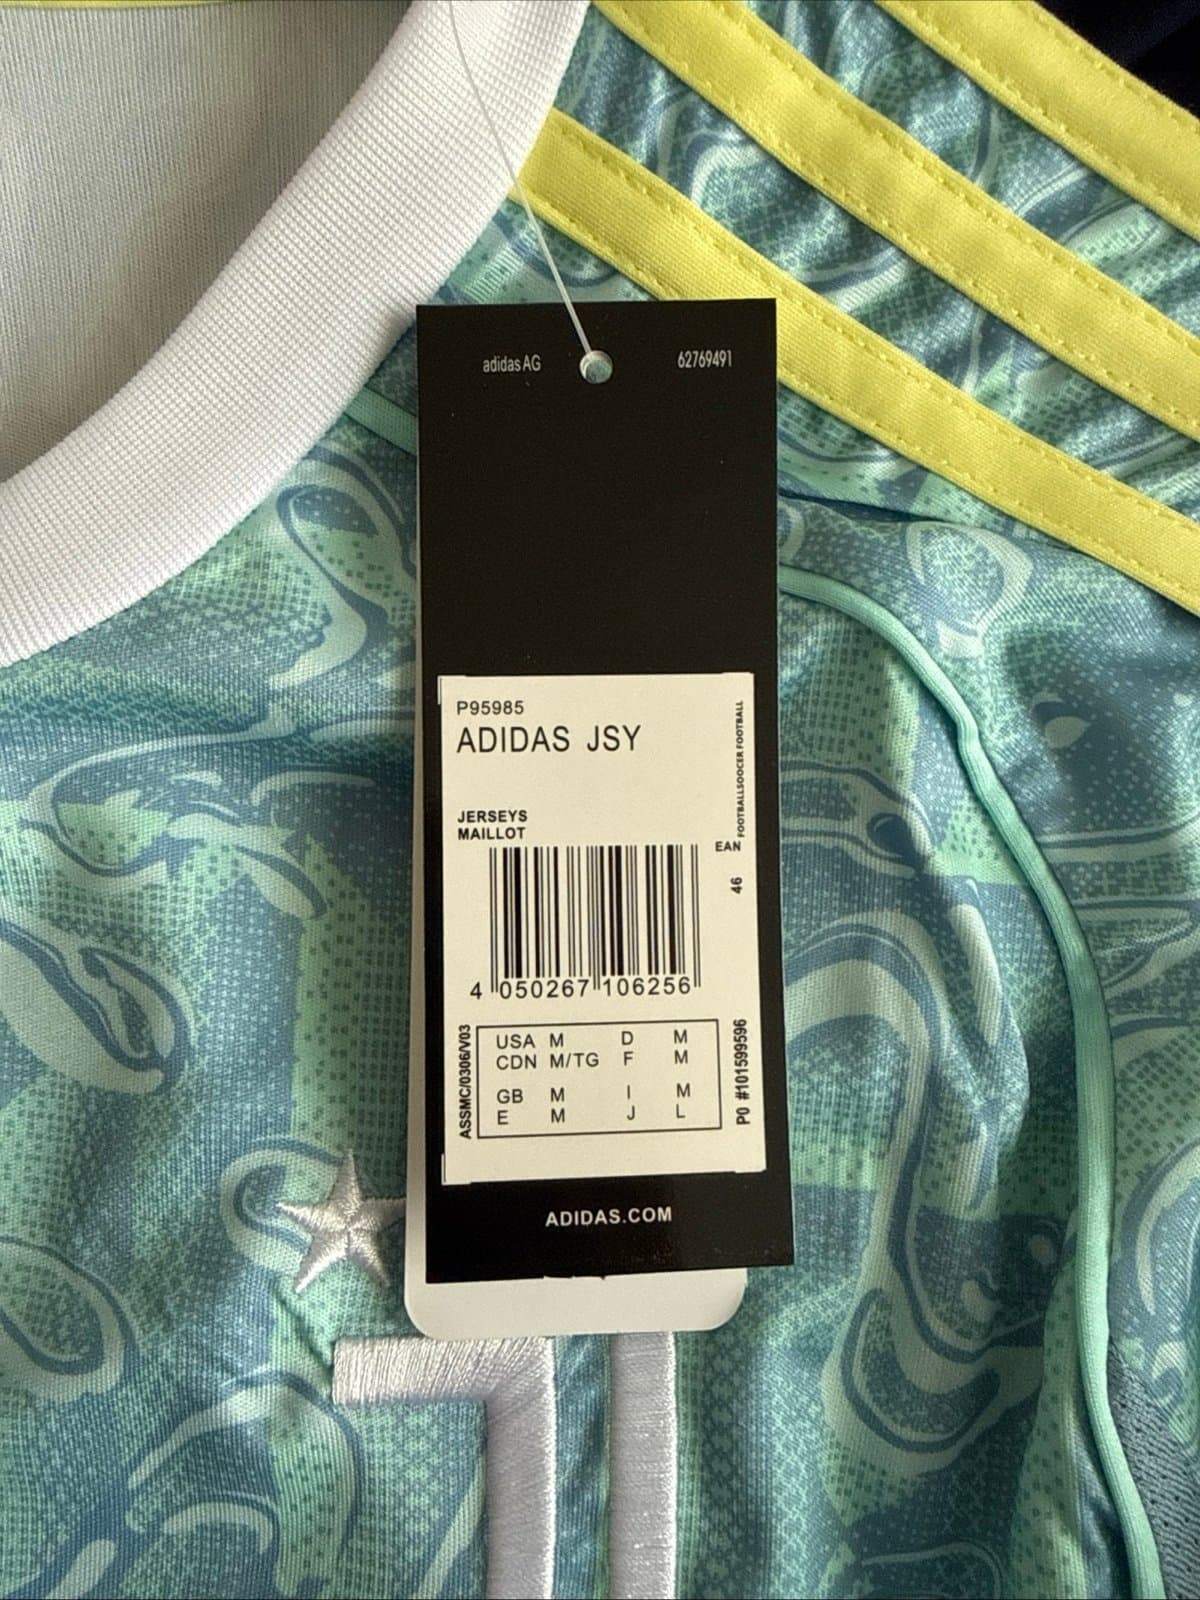 adidas AG 62769491
P95985
ADIDAS JSY
FOOTBALLSOCCER FOOTBALL
JERSEYS
MAILLOT
EAN
46
4 050267 106256
ASSMC/0306/V03
USA M D M
CDN M/TG F M
GB M I M
E M J L
PO #101599596
ADIDAS.COM